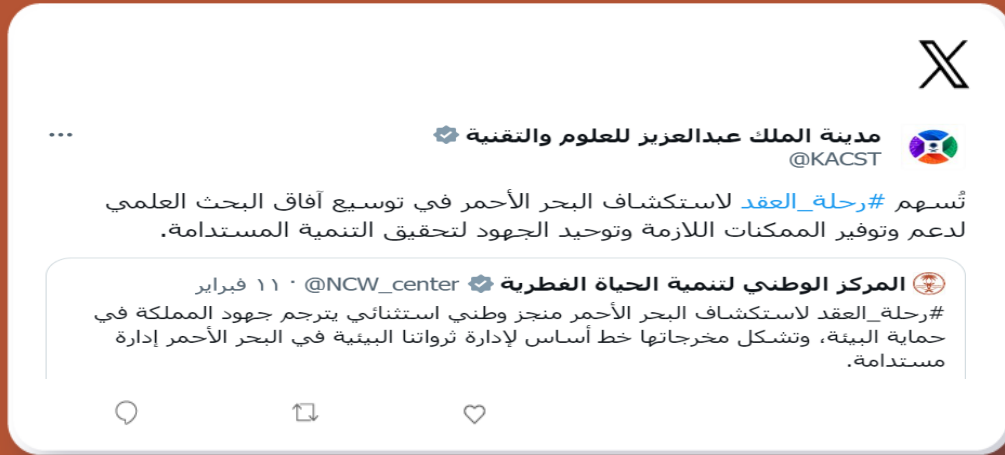 X
مدينة الملك عبدالعزيز للعلوم والتقنية
@KACST
تُسهم #رحلة_العقد لاستكشاف البحر الأحمر في توسيع آفاق البحث العلمي
لدعم وتوفير الممكنات اللازمة وتوحيد الجهود لتحقيق التنمية المستدامة.
المركز الوطني لتنمية الحياة الفطرية @NCW_center · ١١ فبراير
#رحلة_العقد لاستكشاف البحر الأحمر منجز وطني استثنائي يترجم جهود المملكة في
حماية البيئة، وتشكل مخرجاتها خط أساس لإدارة ثرواتنا البيئية في البحر الأحمر إدارة
مستدامة.